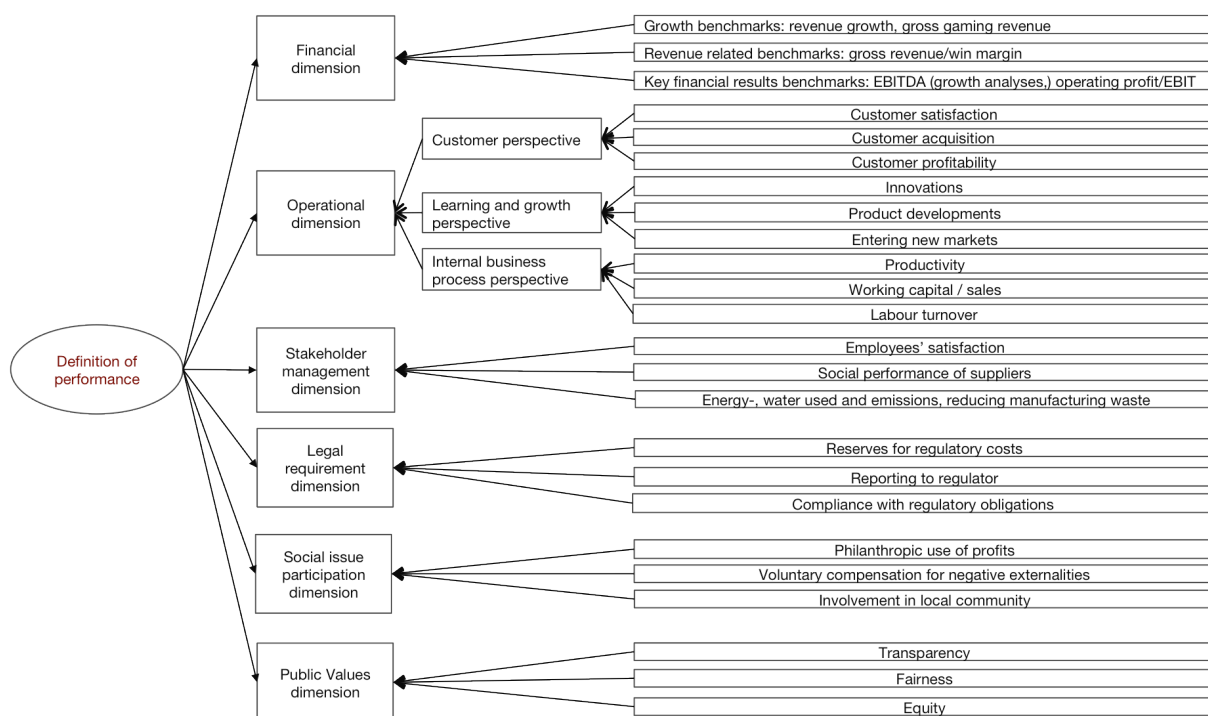 Financial
dimension
Growth benchmarks: revenue growth, gross gaming revenue
Revenue related benchmarks: gross revenue/win margin
Key financial results benchmarks: EBITDA (growth analyses,) operating profit/EBIT
Operational
dimension
Customer perspective
Customer satisfaction
Customer acquisition
Customer profitability
Learning and growth
perspective
Innovations
Product developments
Entering new markets
Internal business
process perspective
Productivity
Working capital / sales
Labour turnover
Definition of
performance
Stakeholder
management
dimension
Employees’ satisfaction
Social performance of suppliers
Energy-, water used and emissions, reducing manufacturing waste
Legal
requirement
dimension
Reserves for regulatory costs
Reporting to regulator
Compliance with regulatory obligations
Social issue
participation
dimension
Philanthropic use of profits
Voluntary compensation for negative externalities
Involvement in local community
Public Values
dimension
Transparency
Fairness
Equity